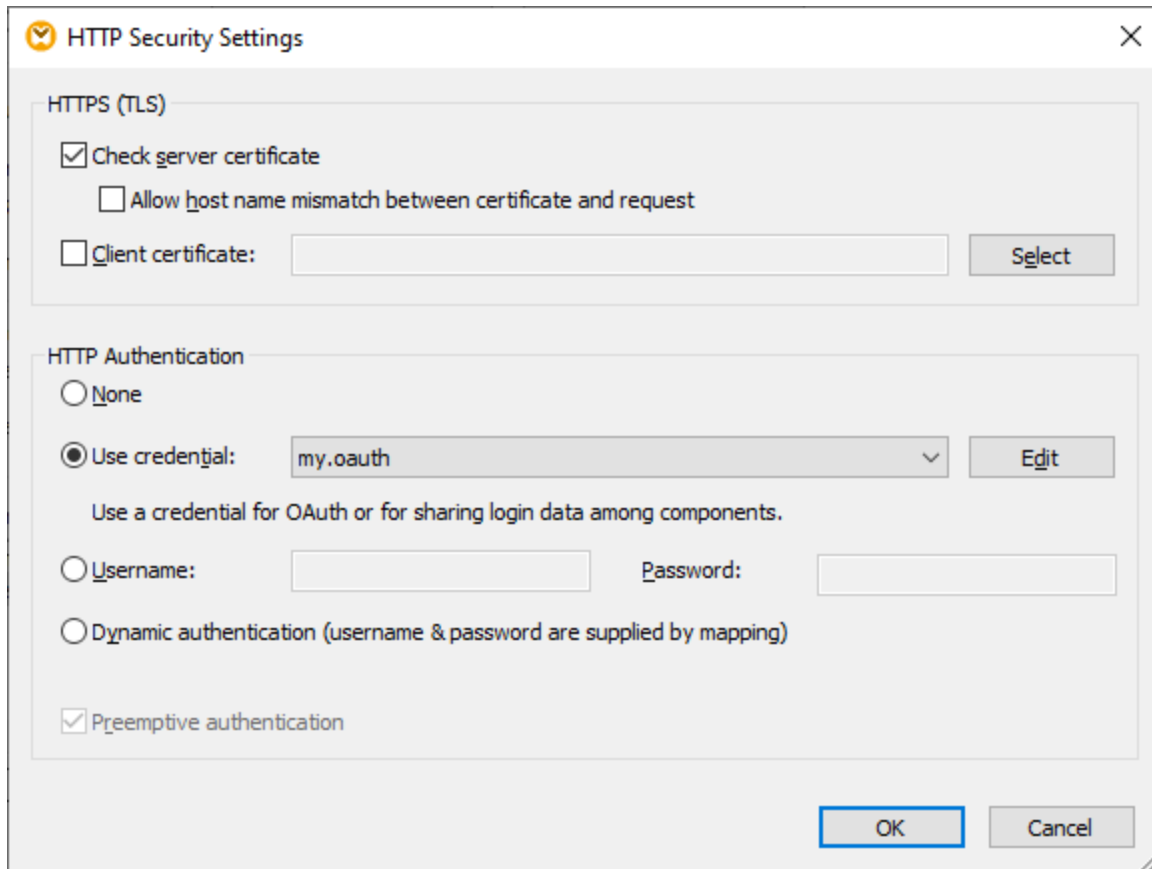 HTTP Security Settings
HTTPS (TLS)
Check server certificate
Allow host name mismatch between certificate and request
Client certificate: Select
HTTP Authentication
None
Use credential: my.oauth Edit
Use a credential for OAuth or for sharing login data among components.
Username: Password:
Dynamic authentication (username & password are supplied by mapping)
Preemptive authentication
OK Cancel